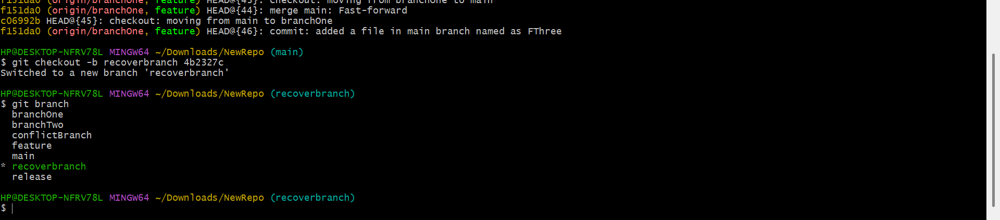 f151da0 (origin/branchOne, feature) HEAD@{43}: checkout: moving from branchOne to main
f151da0 (origin/branchOne, feature) HEAD@{44}: merge main: Fast-forward
c06992b HEAD@{45}: checkout: moving from main to branchOne
f151da0 (origin/branchOne, feature) HEAD@{46}: commit: added a file in main branch named as FThree
HP@DESKTOP-NFRV78L MINGW64 ~/Downloads/NewRepo (main)
$ git checkout -b recoverbranch 4b2327c
Switched to a new branch 'recoverbranch'
HP@DESKTOP-NFRV78L MINGW64 ~/Downloads/NewRepo (recoverbranch)
$ git branch
  branchOne
  branchTwo
  conflictBranch
  feature
  main
* recoverbranch
  release
HP@DESKTOP-NFRV78L MINGW64 ~/Downloads/NewRepo (recoverbranch)
$